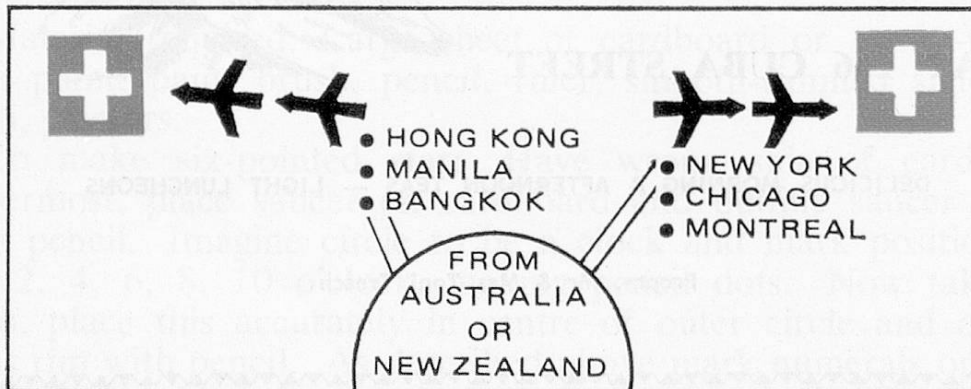 HONG KONG
MANILA
BANGKOK
NEW YORK
CHICAGO
MONTREAL
FROM
AUSTRALIA
OR
NEW ZEALAND